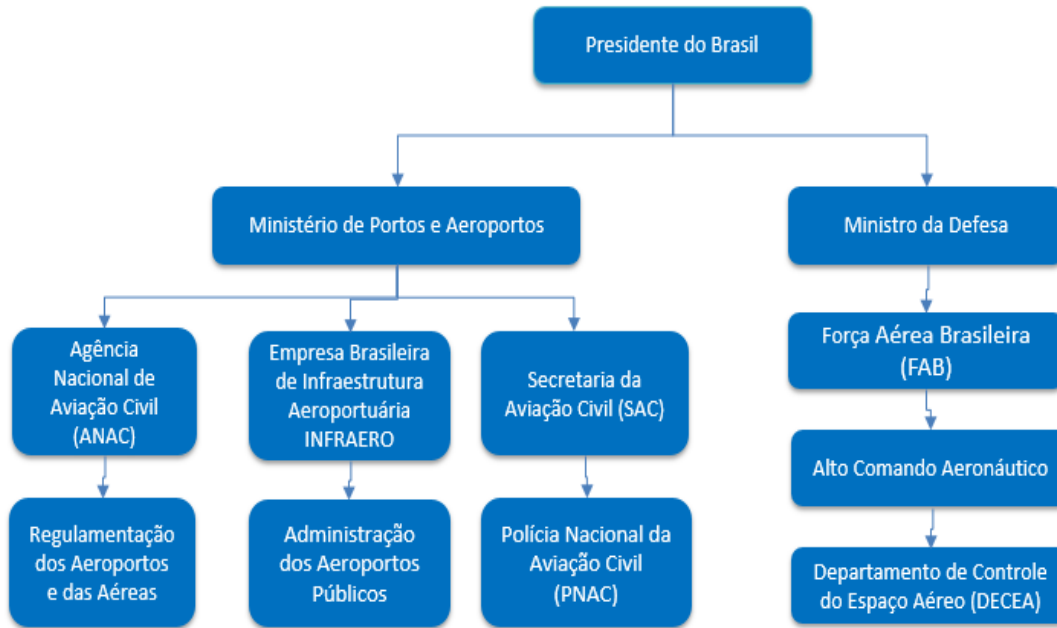 Presidente do Brasil
Ministério de Portos e Aeroportos
Ministro da Defesa
Agência
Nacional de
Aviação Civil
(ANAC)
Empresa Brasileira
de Infraestrutura
Aeroportuária
INFRAERO
Secretaria da
Aviação Civil (SAC)
Força Aérea Brasileira
(FAB)
Alto Comando Aeronáutico
Regulamentação
dos Aeroportos
e das Aéreas
Administração
dos Aeroportos
Públicos
Polícia Nacional da
Aviação Civil
(PNAC)
Departamento de Controle
do Espaço Aéreo (DECEA)